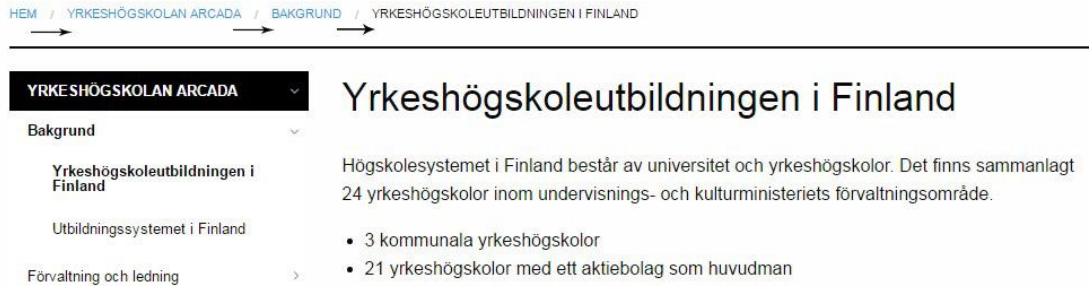 HEM / YRKESHÖGSKOLAN ARCADA / BAKGRUND / YRKESHÖGSKOLEUTBILDNINGEN I FINLAND
YRKESHÖGSKOLAN ARCADA
Bakgrund
Yrkeshögskoleutbildningen i
Finland
Utbildningssystemet i Finland
Förvaltning och ledning
Yrkeshögskoleutbildningen i Finland
Högskolesystemet i Finland består av universitet och yrkeshögskolor. Det finns sammanlagt
24 yrkeshögskolor inom undervisnings- och kulturministeriets förvaltningsområde.
• 3 kommunala yrkeshögskolor
• 21 yrkeshögskolor med ett aktiebolag som huvudman